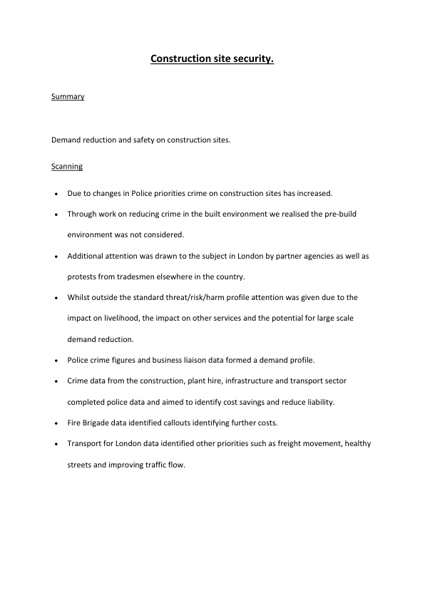 Construction site security.
Summary
Demand reduction and safety on construction sites.
Scanning
• Due to changes in Police priorities crime on construction sites has increased.
• Through work on reducing crime in the built environment we realised the pre-build
environment was not considered.
• Additional attention was drawn to the subject in London by partner agencies as well as
protests from tradesmen elsewhere in the country.
• Whilst outside the standard threat/risk/harm profile attention was given due to the
impact on livelihood, the impact on other services and the potential for large scale
demand reduction.
• Police crime figures and business liaison data formed a demand profile.
• Crime data from the construction, plant hire, infrastructure and transport sector
completed police data and aimed to identify cost savings and reduce liability.
• Fire Brigade data identified callouts identifying further costs.
• Transport for London data identified other priorities such as freight movement, healthy
streets and improving traffic flow.